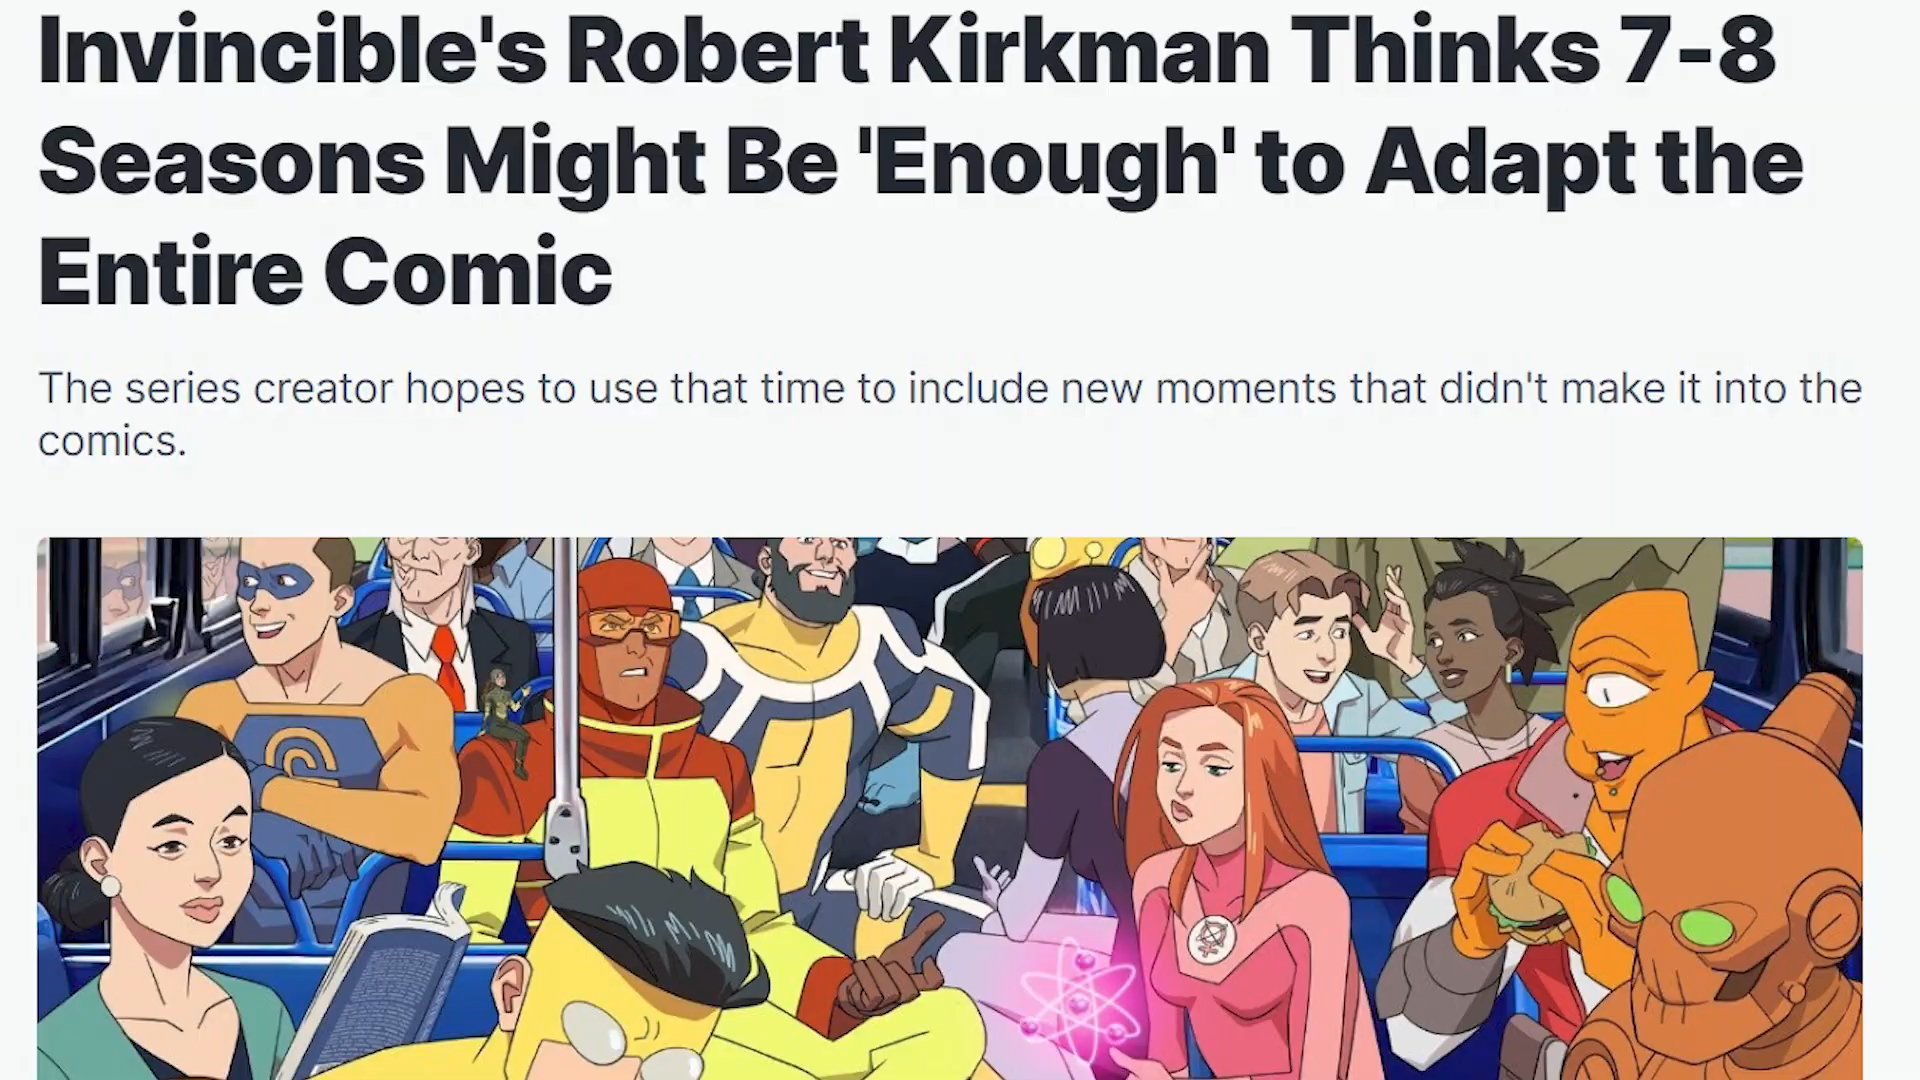 Invincible's Robert Kirkman Thinks 7-8
Seasons Might Be 'Enough' to Adapt the
Entire Comic
The series creator hopes to use that time to include new moments that didn't make it into the
comics.